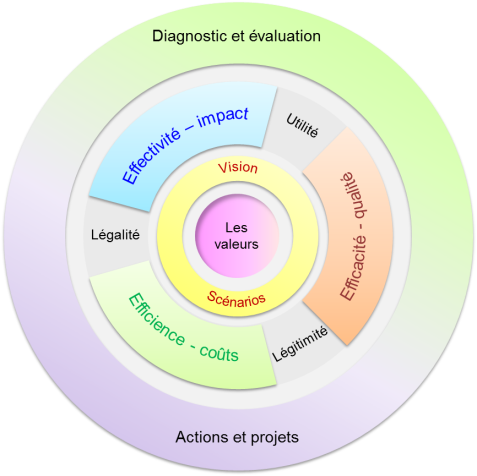 Diagnostic et évaluation
Effectivité – impact
Utilité
Vision
Efficacité - qualité
Légalité
Les
valeurs
Scénarios
Efficience - coûts
Légitimité
Actions et projets